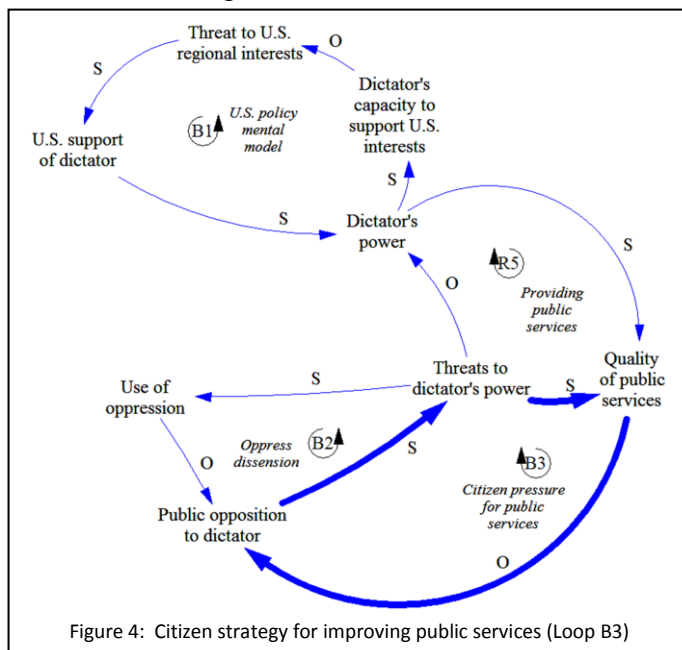 Threat to U.S.
regional interests
O
S
Dictator's
capacity to
support U.S.
interests
U.S. policy
mental
model
B1
U.S. support
of dictator
S
S
Dictator's
power
S
R5
O
Providing
public
services
Quality
of public
services
Threats to
dictator's power
S
S
Use of
oppression
Oppress
dissension
B2
S
B3
O
Citizen pressure
for public
services
Public opposition
to dictator
O
Figure 4: Citizen strategy for improving public services (Loop B3)